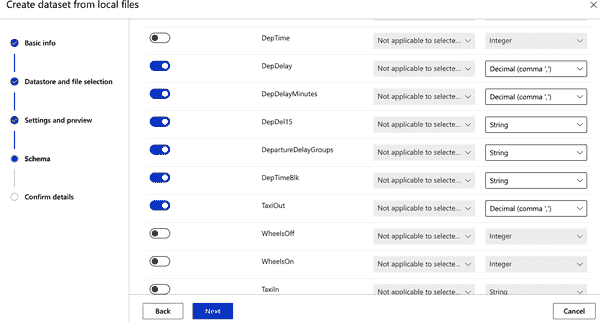 Create dataset from local files
Basic info
Datastore and file selection
Settings and preview
Schema
Confirm details
DepTime Not applicable to selecte... Integer
DepDelay Not applicable to selecte... Decimal (comma ',')
DepDelayMinutes Not applicable to selecte... Decimal (comma ',')
DepDel15 Not applicable to selecte... String
DepartureDelayGroups Not applicable to selecte... String
DepTimeBlk Not applicable to selecte... String
TaxiOut Not applicable to selecte... Decimal (comma ',')
WheelsOff Not applicable to selecte... Integer
WheelsOn Not applicable to selecte... Integer
TaxiIn Not applicable to selecte... String
Back Next Cancel